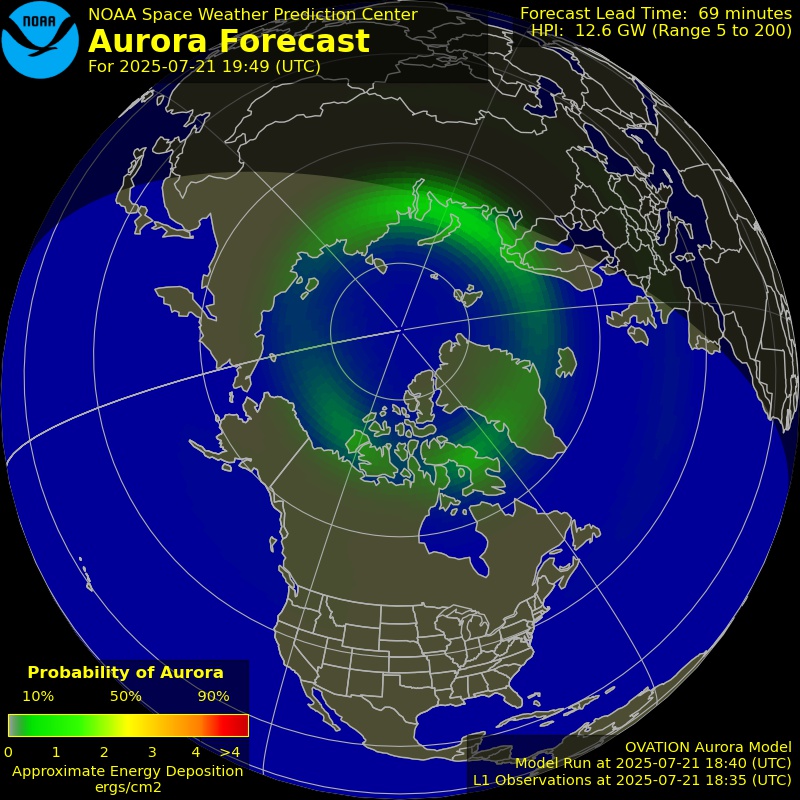 NOAA
NOAA Space Weather Prediction Center
Aurora Forecast
For 2025-07-21 19:49 (UTC)
Forecast Lead Time:  69 minutes
HPI:  12.6 GW (Range 5 to 200)
Probability of Aurora
10% 50% 90%
0 1 2 3 4 >4
Approximate Energy Deposition
ergs/cm2
OVATION Aurora Model
Model Run at 2025-07-21 18:40 (UTC)
L1 Observations at 2025-07-21 18:35 (UTC)